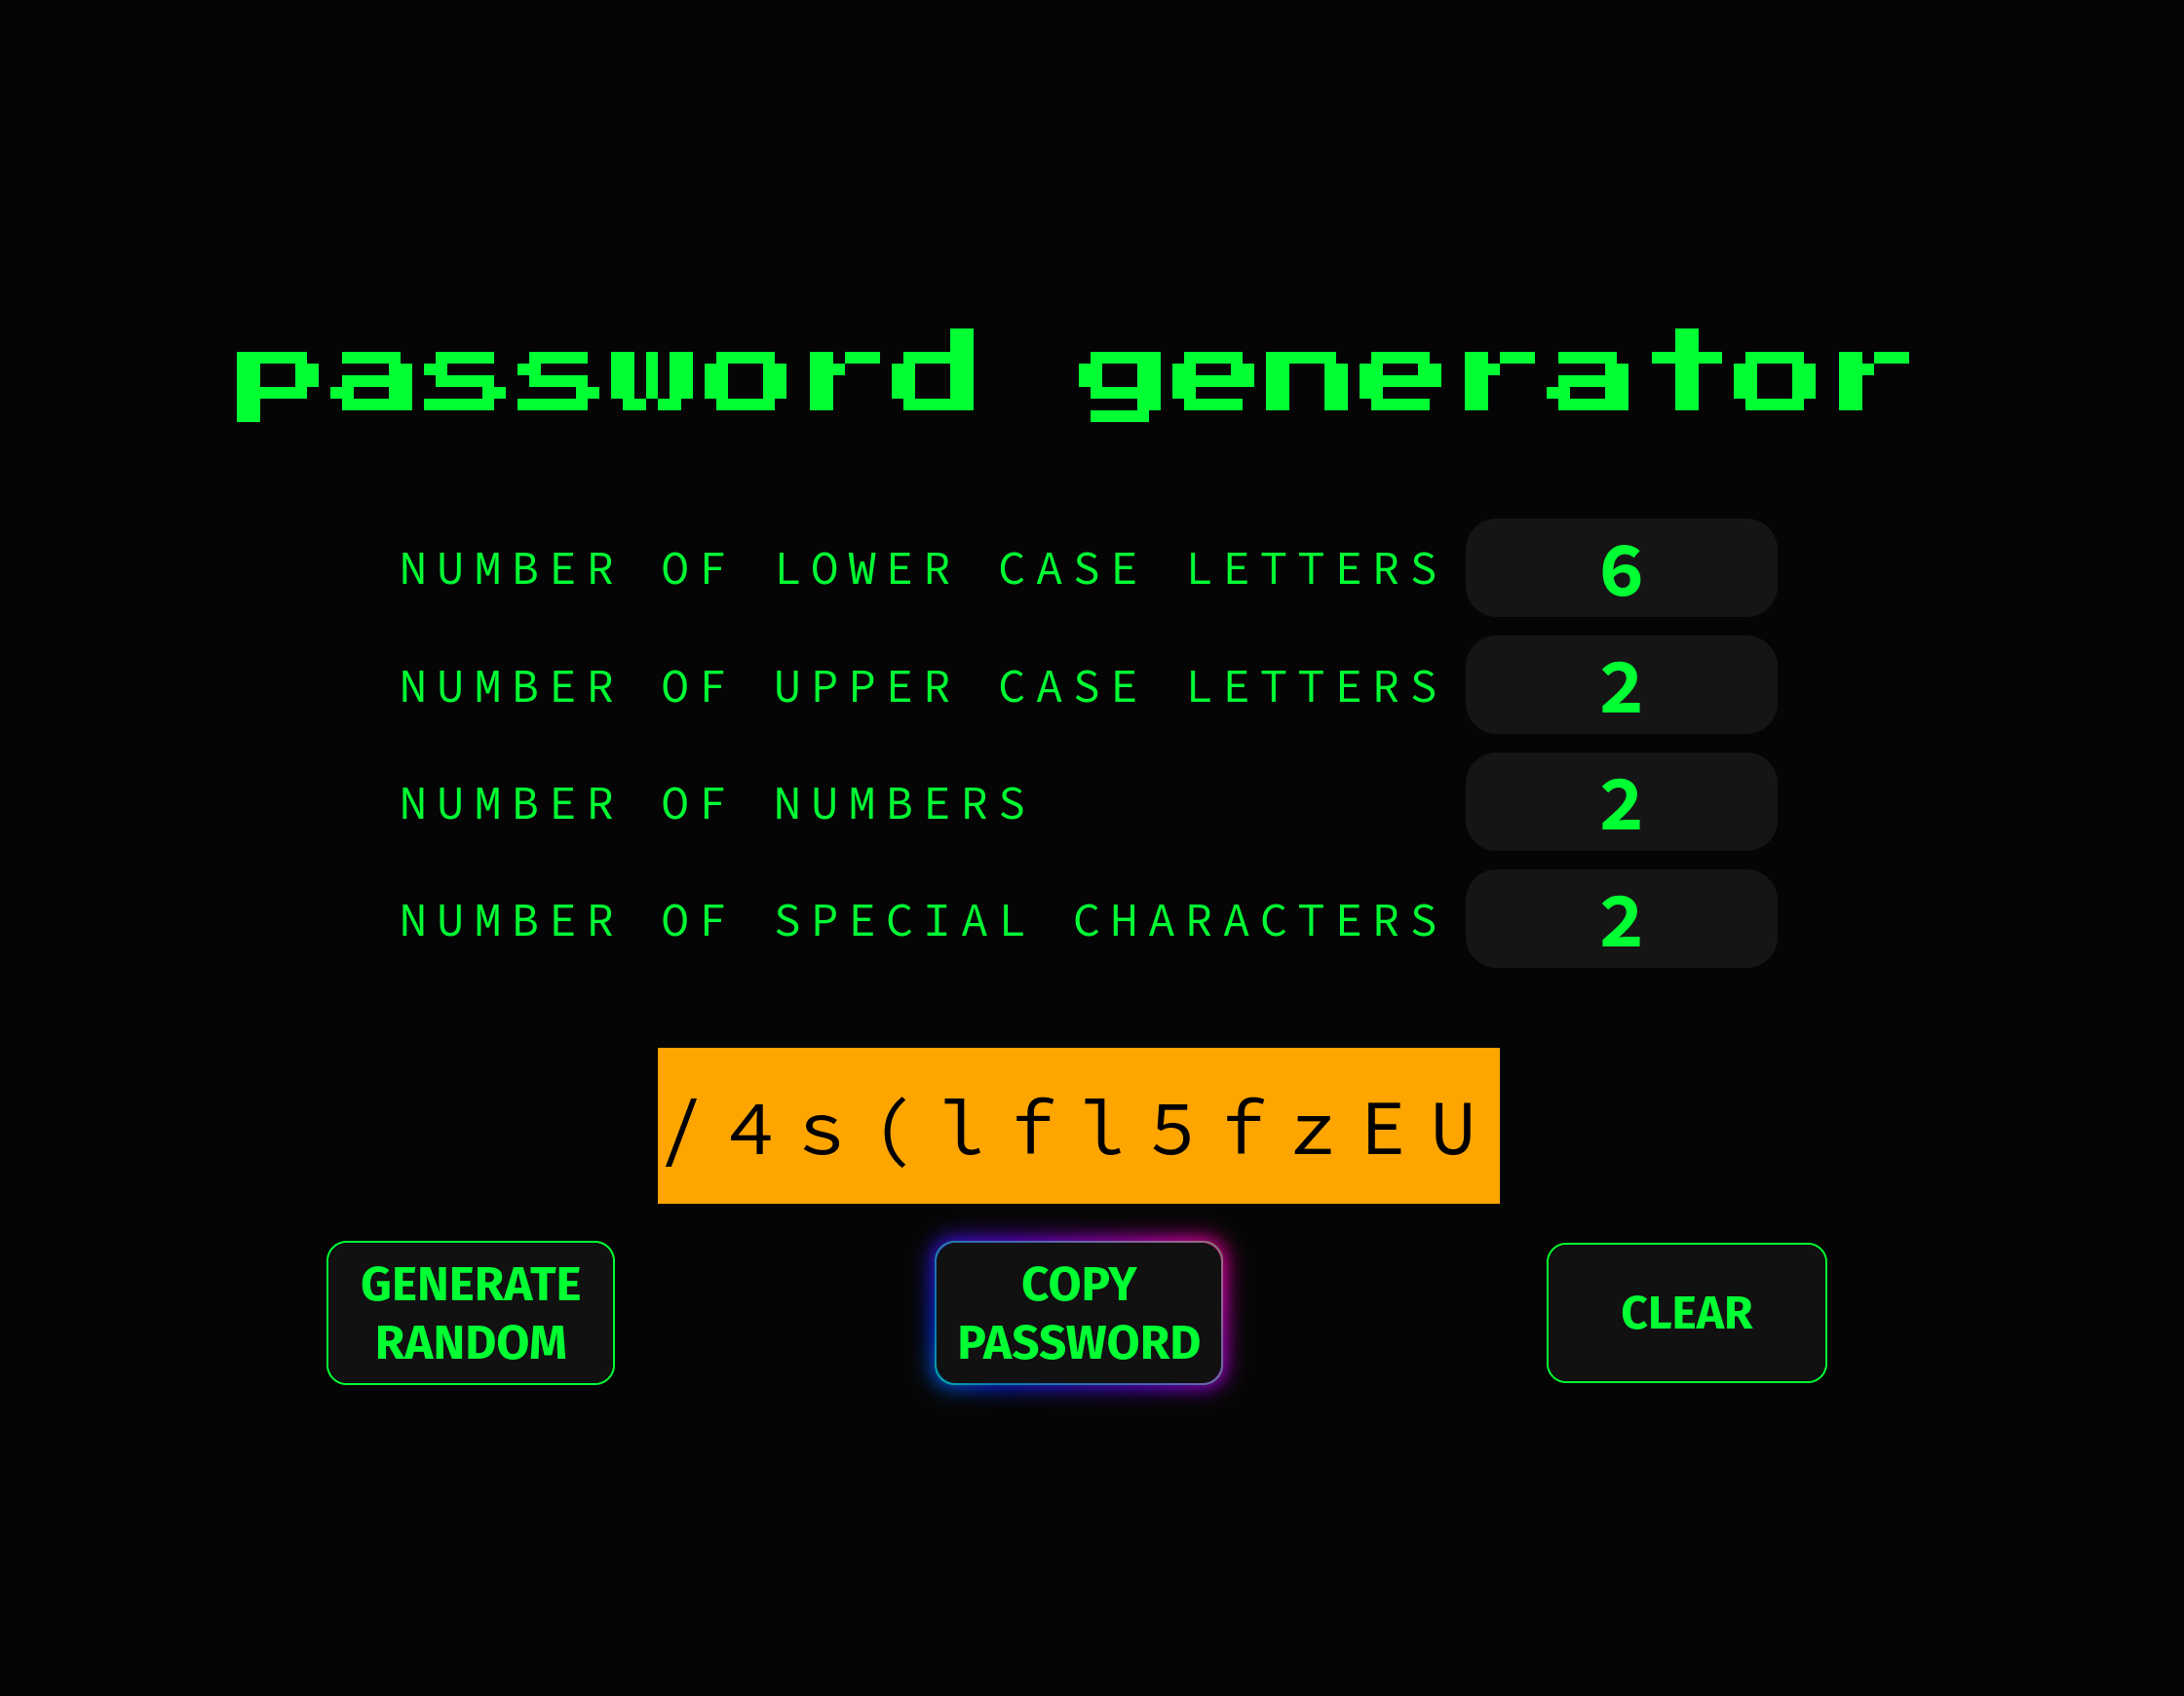 password generator
NUMBER OF LOWER CASE LETTERS 6
NUMBER OF UPPER CASE LETTERS 2
NUMBER OF NUMBERS 2
NUMBER OF SPECIAL CHARACTERS 2
/4s(lfl5fzEU
GENERATE
RANDOM
COPY
PASSWORD
CLEAR